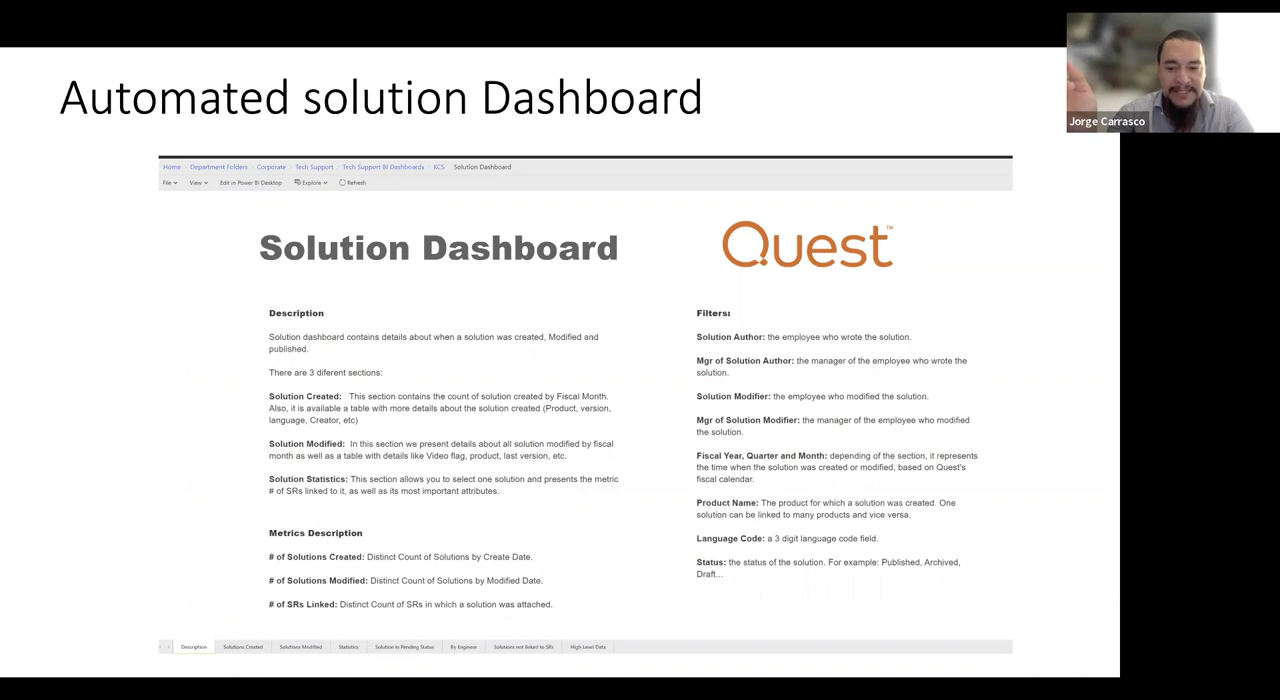 Automated solution Dashboard
Jorge Carrasco
Home > Department Folders > Corporate > Tech Support > Tech Support BI Dashboards > KCS Solution Dashboard
File View Edit in Power BI Desktop Explore Refresh
Solution Dashboard
Quest™
Description
Solution dashboard contains details about when a solution was created, Modified and
published.
There are 3 diferent sections:
Solution Created: This section contains the count of solution created by Fiscal Month.
Also, it is available a table with more details about the solution created (Product, version,
language, Creator, etc)
Solution Modified: In this section we present details about all solution modified by fiscal
month as well as a table with details like Video flag, product, last version, etc.
Solution Statistics: This section allows you to select one solution and presents the metric
# of SRs linked to it, as well as its most important attributes.
Metrics Description
# of Solutions Created: Distinct Count of Solutions by Create Date.
# of Solutions Modified: Distinct Count of Solutions by Modified Date.
# of SRs Linked: Distinct Count of SRs in which a solution was attached.
Filters:
Solution Author: the employee who wrote the solution.
Mgr of Solution Author: the manager of the employee who wrote the
solution.
Solution Modifier: the employee who modified the solution.
Mgr of Solution Modifier: the manager of the employee who modified
the solution.
Fiscal Year, Quarter and Month: depending of the section, it represents
the time when the solution was created or modified, based on Quest's
fiscal calendar.
Product Name: The product for which a solution was created. One
solution can be linked to many products and vice versa.
Language Code: a 3 digit language code field.
Status: the status of the solution. For example: Published, Archived,
Draft...
Description Solutions Created Solutions Modified Statistics Solution in Pending Status By Engineer Solutions not linked to SRs High Level Data